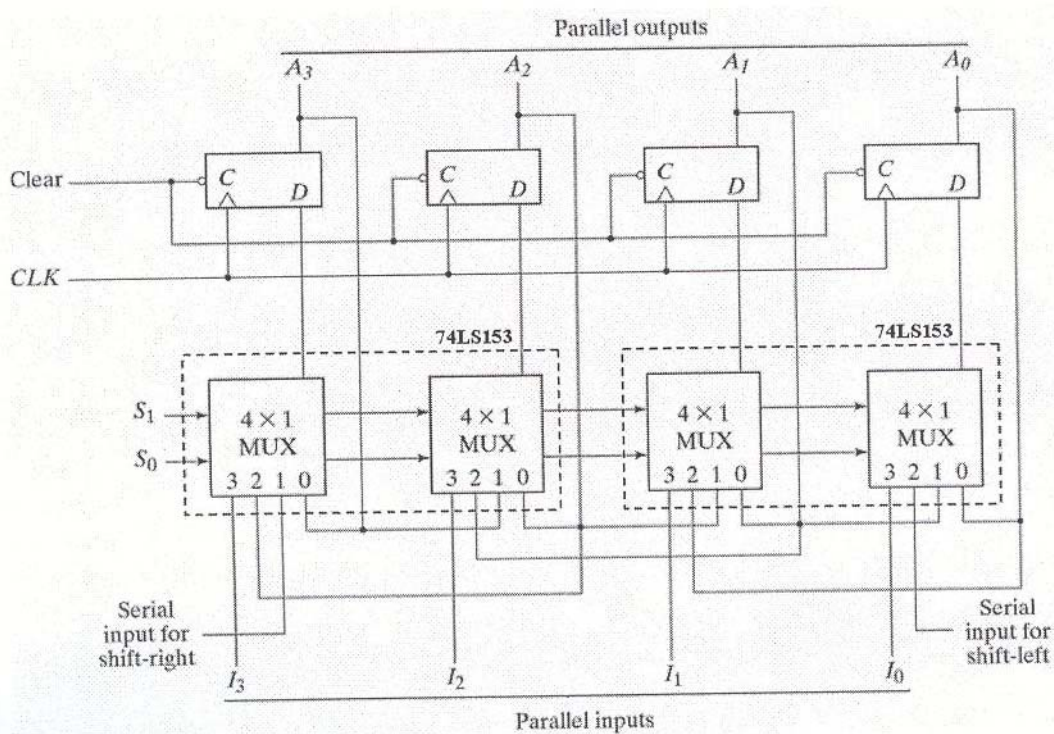 Parallel outputs
A3 A2 A1 A0
Clear
C D C D C D C D
CLK
74LS153 74LS153
S1
S0
4 × 1 MUX 4 × 1 MUX 4 × 1 MUX 4 × 1 MUX
3 2 1 0 3 2 1 0 3 2 1 0 3 2 1 0
Serial input for shift-right
Serial input for shift-left
I3 I2 I1 I0
Parallel inputs